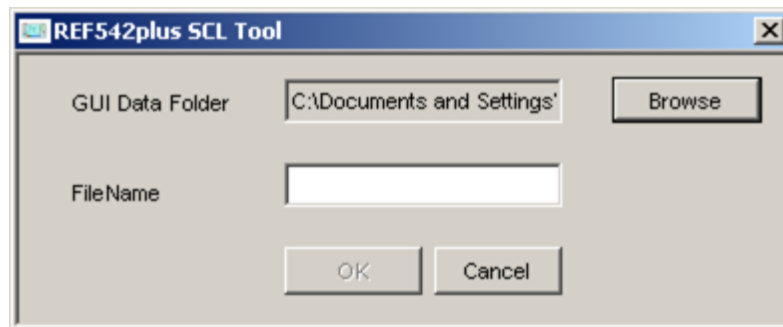 REF542plus SCL Tool
GUI Data Folder C:\Documents and Settings' Browse
FileName
OK Cancel